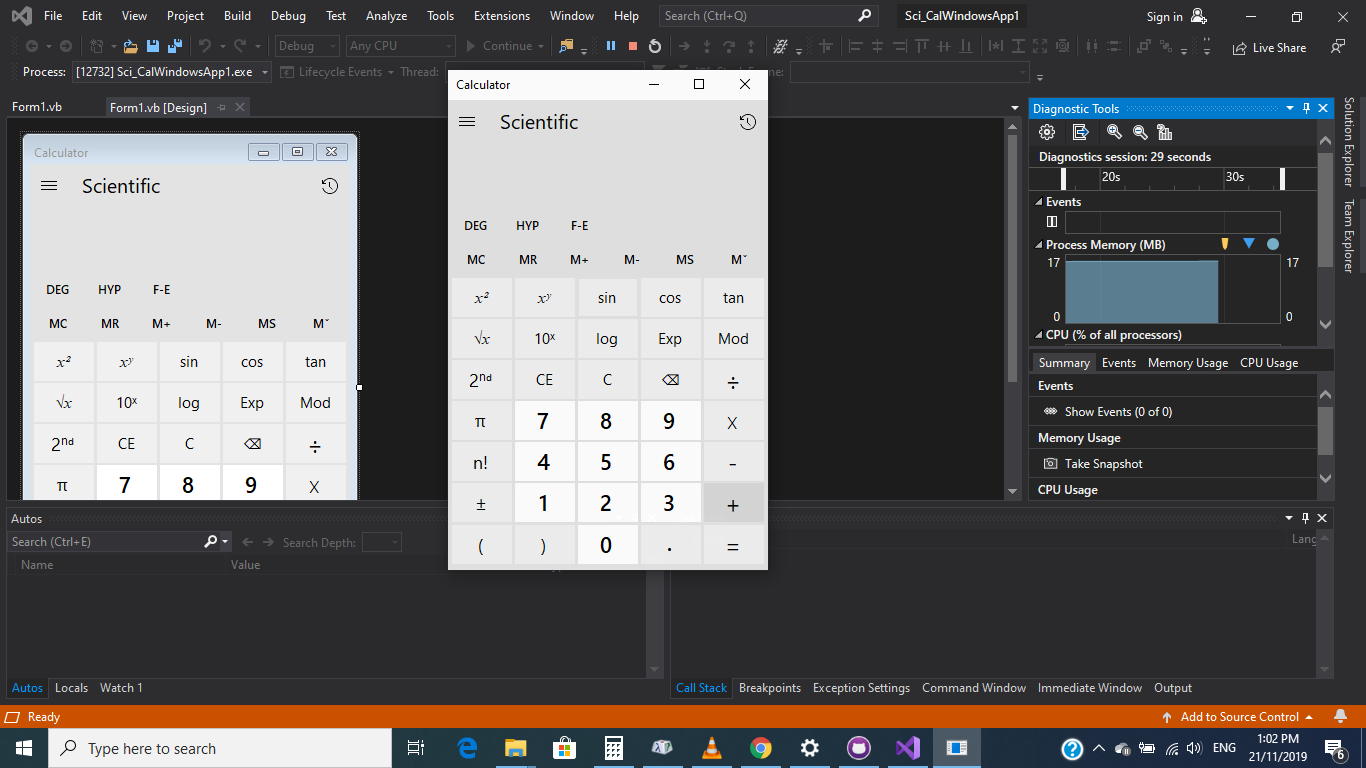 File Edit View Project Build Debug Test Analyze Tools Extensions Window Help Search (Ctrl+Q) Sci_CalWindowsApp1 Sign in
Debug Any CPU Continue Live Share
Process: [12732] Sci_CalWindowsApp1.exe Lifecycle Events Thread:
Form1.vb Form1.vb [Design]
Calculator
Scientific
DEG HYP F-E
MC MR M+ M- MS M˅
x² xʸ sin cos tan
√x 10ˣ log Exp Mod
2ⁿᵈ CE C ⌫ ÷
π 7 8 9 X
Calculator
Scientific
DEG HYP F-E
MC MR M+ M- MS M˅
x² xʸ sin cos tan
√x 10ˣ log Exp Mod
2ⁿᵈ CE C ⌫ ÷
π 7 8 9 X
n! 4 5 6 -
± 1 2 3 +
( ) 0 . =
Diagnostic Tools
Diagnostics session: 29 seconds
20s 30s
Events
Process Memory (MB)
17 17
0 0
CPU (% of all processors)
Summary Events Memory Usage CPU Usage
Events
Show Events (0 of 0)
Memory Usage
Take Snapshot
CPU Usage
Solution Explorer
Team Explorer
Autos
Search (Ctrl+E) Search Depth:
Name Value
Lang
Autos Locals Watch 1
Call Stack Breakpoints Exception Settings Command Window Immediate Window Output
Ready Add to Source Control
Type here to search
ENG
1:02 PM
21/11/2019
6